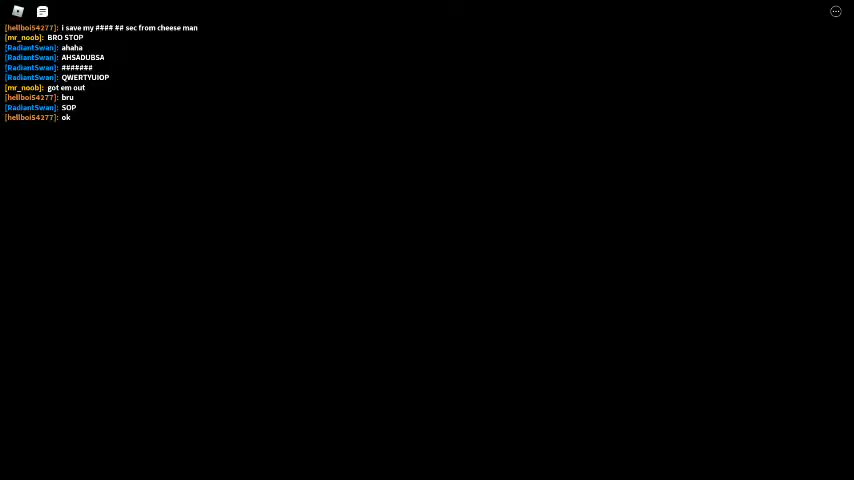 [hellboi54277]: i save my #### ## sec from cheese man
[mr_noob]: BRO STOP
[RadiantSwan]: ahaha
[RadiantSwan]: AHSADUBSA
[RadiantSwan]: #######
[RadiantSwan]: QWERTYUIOP
[mr_noob]: got em out
[hellboi54277]: bru
[RadiantSwan]: SOP
[hellboi54277]: ok